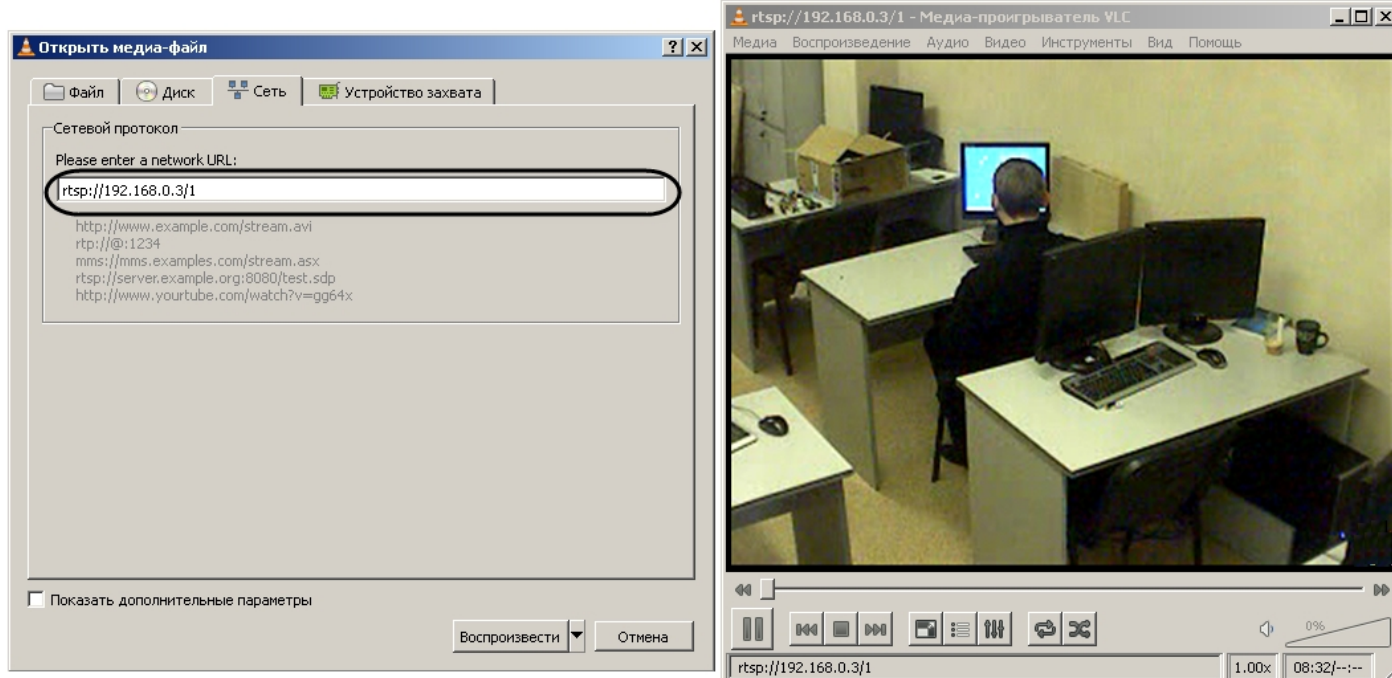 Открыть медиа-файл
Файл Диск Сеть Устройство захвата
Сетевой протокол
Please enter a network URL:
rtsp://192.168.0.3/1
http://www.example.com/stream.avi
rtp://@:1234
mms://mms.examples.com/stream.asx
rtsp://server.example.org:8080/test.sdp
http://www.yourtube.com/watch?v=gg64x
Показать дополнительные параметры
Воспроизвести Отмена
rtsp://192.168.0.3/1 - Медиа-проигрыватель VLC
Медиа Воспроизведение Аудио Видео Инструменты Вид Помощь
0%
rtsp://192.168.0.3/1 1.00x 08:32/--:--